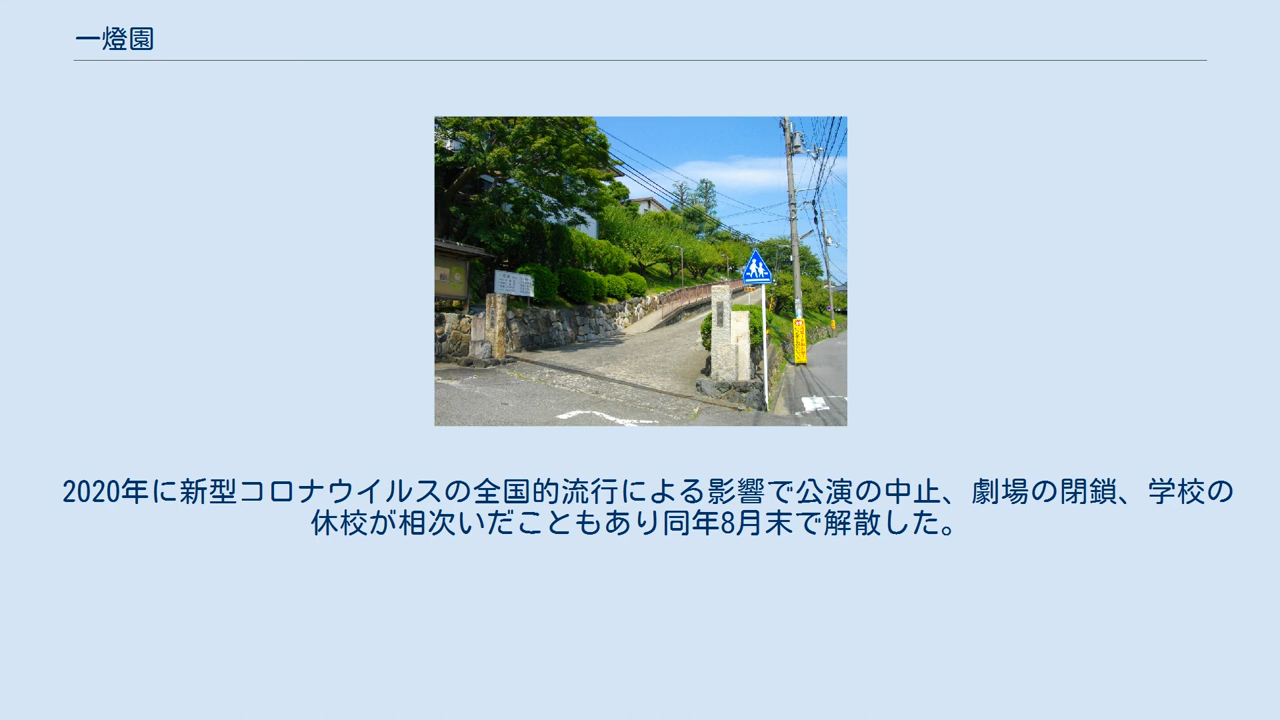 一燈園
2020年に新型コロナウイルスの全国的流行による影響で公演の中止、劇場の閉鎖、学校の
休校が相次いだこともあり同年8月末で解散した。